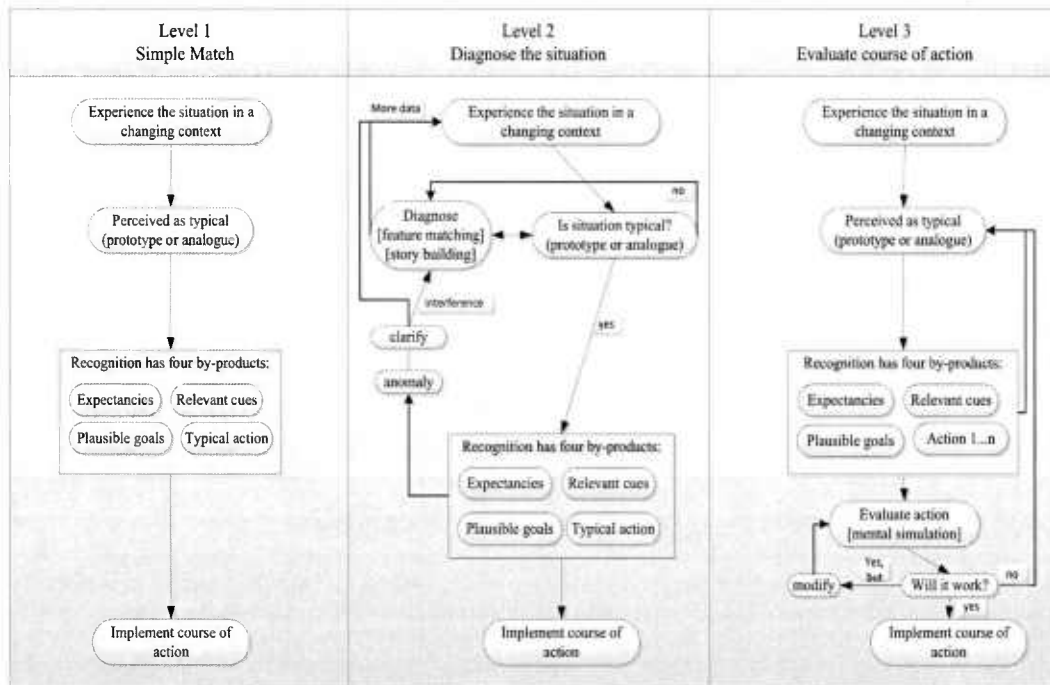 Level 1
Simple Match
Experience the situation in a
changing context
Perceived as typical
(prototype or analogue)
Recognition has four by-products:
Expectancies
Relevant cues
Plausible goals
Typical action
Implement course of
action
Level 2
Diagnose the situation
More data
Experience the situation in a
changing context
no
Diagnose
[feature matching]
[story building]
Is situation typical?
(prototype or analogue)
interference
yes
clarify
anomaly
Recognition has four by-products:
Expectancies
Relevant cues
Plausible goals
Typical action
Implement course of
action
Level 3
Evaluate course of action
Experience the situation in a
changing context
Perceived as typical
(prototype or analogue)
Recognition has four by-products:
Expectancies
Relevant cues
Plausible goals
Action 1...n
Evaluate action
[mental simulation]
Yes,
but
modify
Will it work?
no
yes
Implement course of
action